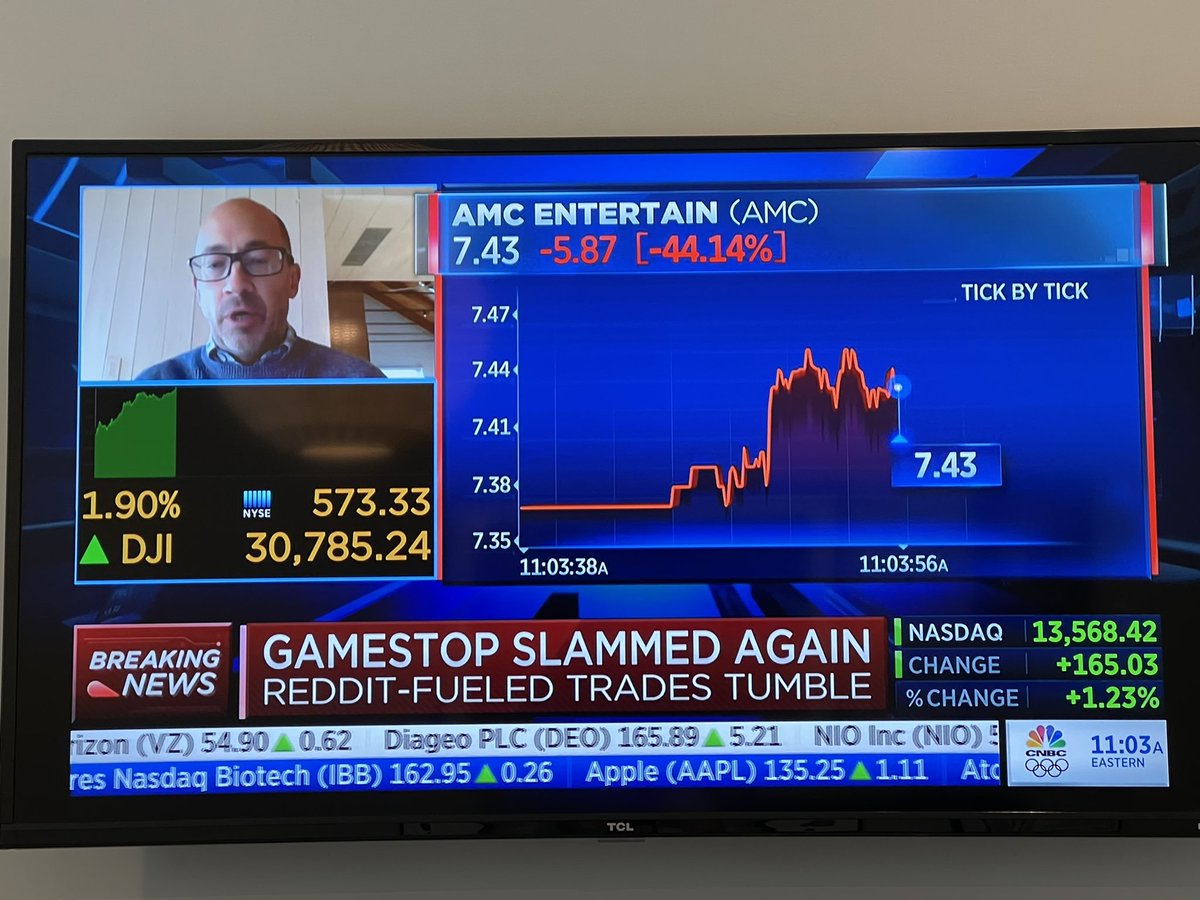 AMC ENTERTAIN (AMC)
7.43 -5.87 [-44.14%]
TICK BY TICK
7.47
7.44
7.41
7.38
7.35
7.43
11:03:38A
11:03:56A
1.90% NYSE 573.33
DJI 30,785.24
BREAKING NEWS
GAMESTOP SLAMMED AGAIN
REDDIT-FUELED TRADES TUMBLE
NASDAQ 13,568.42
CHANGE +165.03
% CHANGE +1.23%
rizon (VZ) 54.90 ▲ 0.62 Diageo PLC (DEO) 165.89 ▲ 5.21 NIO Inc (NIO)
res Nasdaq Biotech (IBB) 162.95 ▲ 0.26 Apple (AAPL) 135.25 ▲ 1.11
CNBC
11:03A
EASTERN
TCL